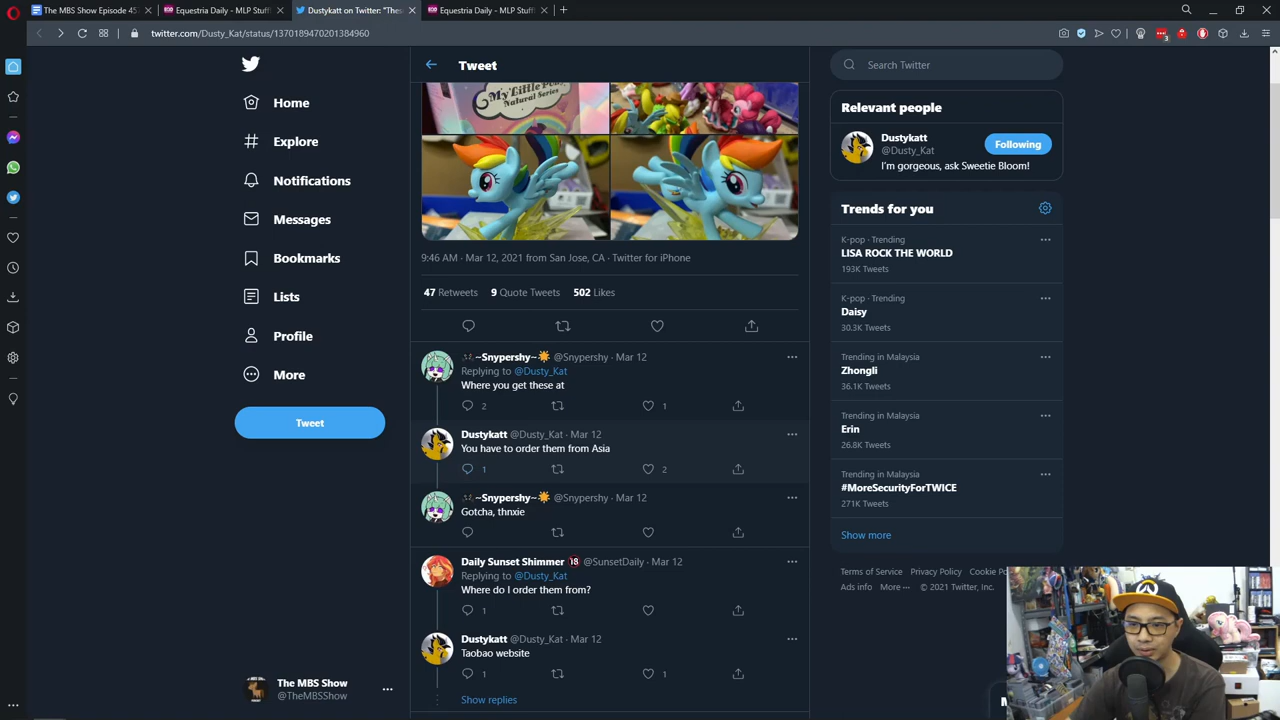 The MBS Show Episode 45
Equestria Daily - MLP Stuff!
Dustykatt on Twitter: "Thes
Equestria Daily - MLP Stuff!
twitter.com/Dusty_Kat/status/1370189470201384960
Home
Explore
Notifications
Messages
Bookmarks
Lists
Profile
More
Tweet
The MBS Show
@TheMBSShow
Tweet
My Little Pony
Natural Series
9:46 AM · Mar 12, 2021 from San Jose, CA · Twitter for iPhone
47 Retweets 9 Quote Tweets 502 Likes
~Snypershy~ @Snypershy · Mar 12
Replying to @Dusty_Kat
Where you get these at
2 1
Dustykatt @Dusty_Kat · Mar 12
You have to order them from Asia
1 2
~Snypershy~ @Snypershy · Mar 12
Gotcha, thnxie
Daily Sunset Shimmer 18 @SunsetDaily · Mar 12
Replying to @Dusty_Kat
Where do I order them from?
1
Dustykatt @Dusty_Kat · Mar 12
Taobao website
1 1
Show replies
Search Twitter
Relevant people
Dustykatt
@Dusty_Kat
Following
I'm gorgeous, ask Sweetie Bloom!
Trends for you
K-pop · Trending
LISA ROCK THE WORLD
193K Tweets
K-pop · Trending
Daisy
30.3K Tweets
Trending in Malaysia
Zhongli
36.1K Tweets
Trending in Malaysia
Erin
26.8K Tweets
Trending in Malaysia
#MoreSecurityForTWICE
271K Tweets
Show more
Terms of Service Privacy Policy Cookie Po
Ads info More ··· © 2021 Twitter, Inc.